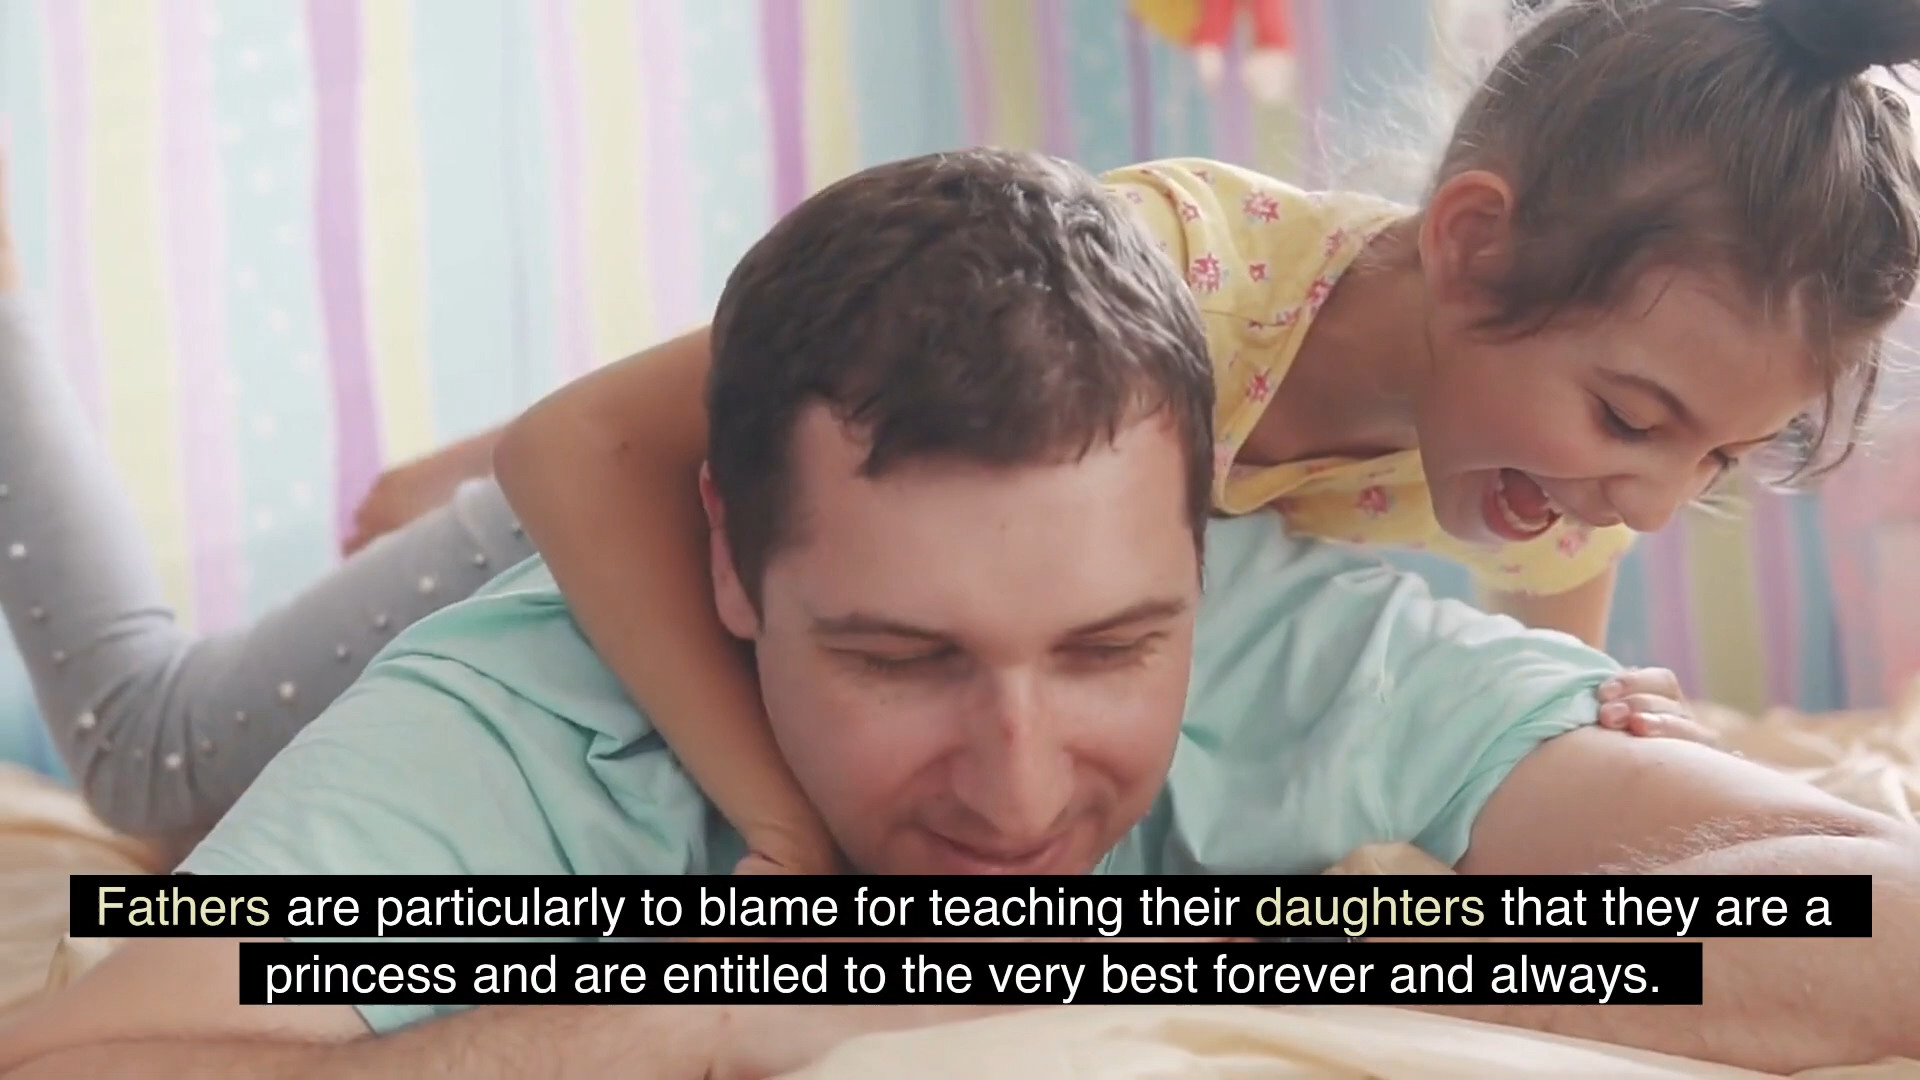 Fathers are particularly to blame for teaching their daughters that they are a
princess and are entitled to the very best forever and always.